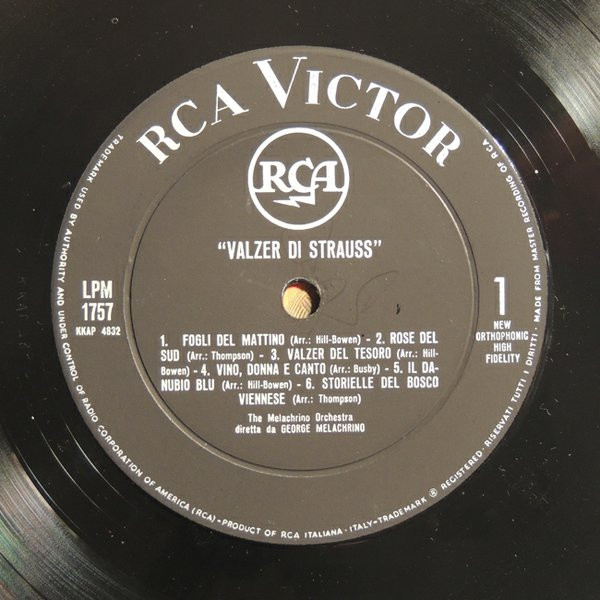 RCA VICTOR
RCA
"VALZER DI STRAUSS"
LPM
1757
KKAP 4832
1
NEW
ORTHOPHONIC
HIGH
FIDELITY
1. FOGLI DEL MATTINO (Arr.: Hill-Bowen) - 2. ROSE DEL
SUD (Arr.: Thompson) - 3. VALZER DEL TESORO (Arr.: Hill-
Bowen) - 4. VINO, DONNA E CANTO (Arr.: Busby) - 5. IL DA-
NUBIO BLU (Arr.: Hill-Bowen) - 6. STORIELLE DEL BOSCO
VIENNESE (Arr.: Thompson)
The Melachrino Orchestra
diretta da GEORGE MELACHRINO
TRADEMARK USED BY AUTHORITY AND UNDER CONTROL OF RADIO CORPORATION OF AMERICA (RCA)-PRODUCT OF RCA ITALIANA - ITALY-TRADEMARK ® REGISTERED - RISERVATI TUTTI I DIRITTI - MADE FROM MASTER RECORDING OF RCA